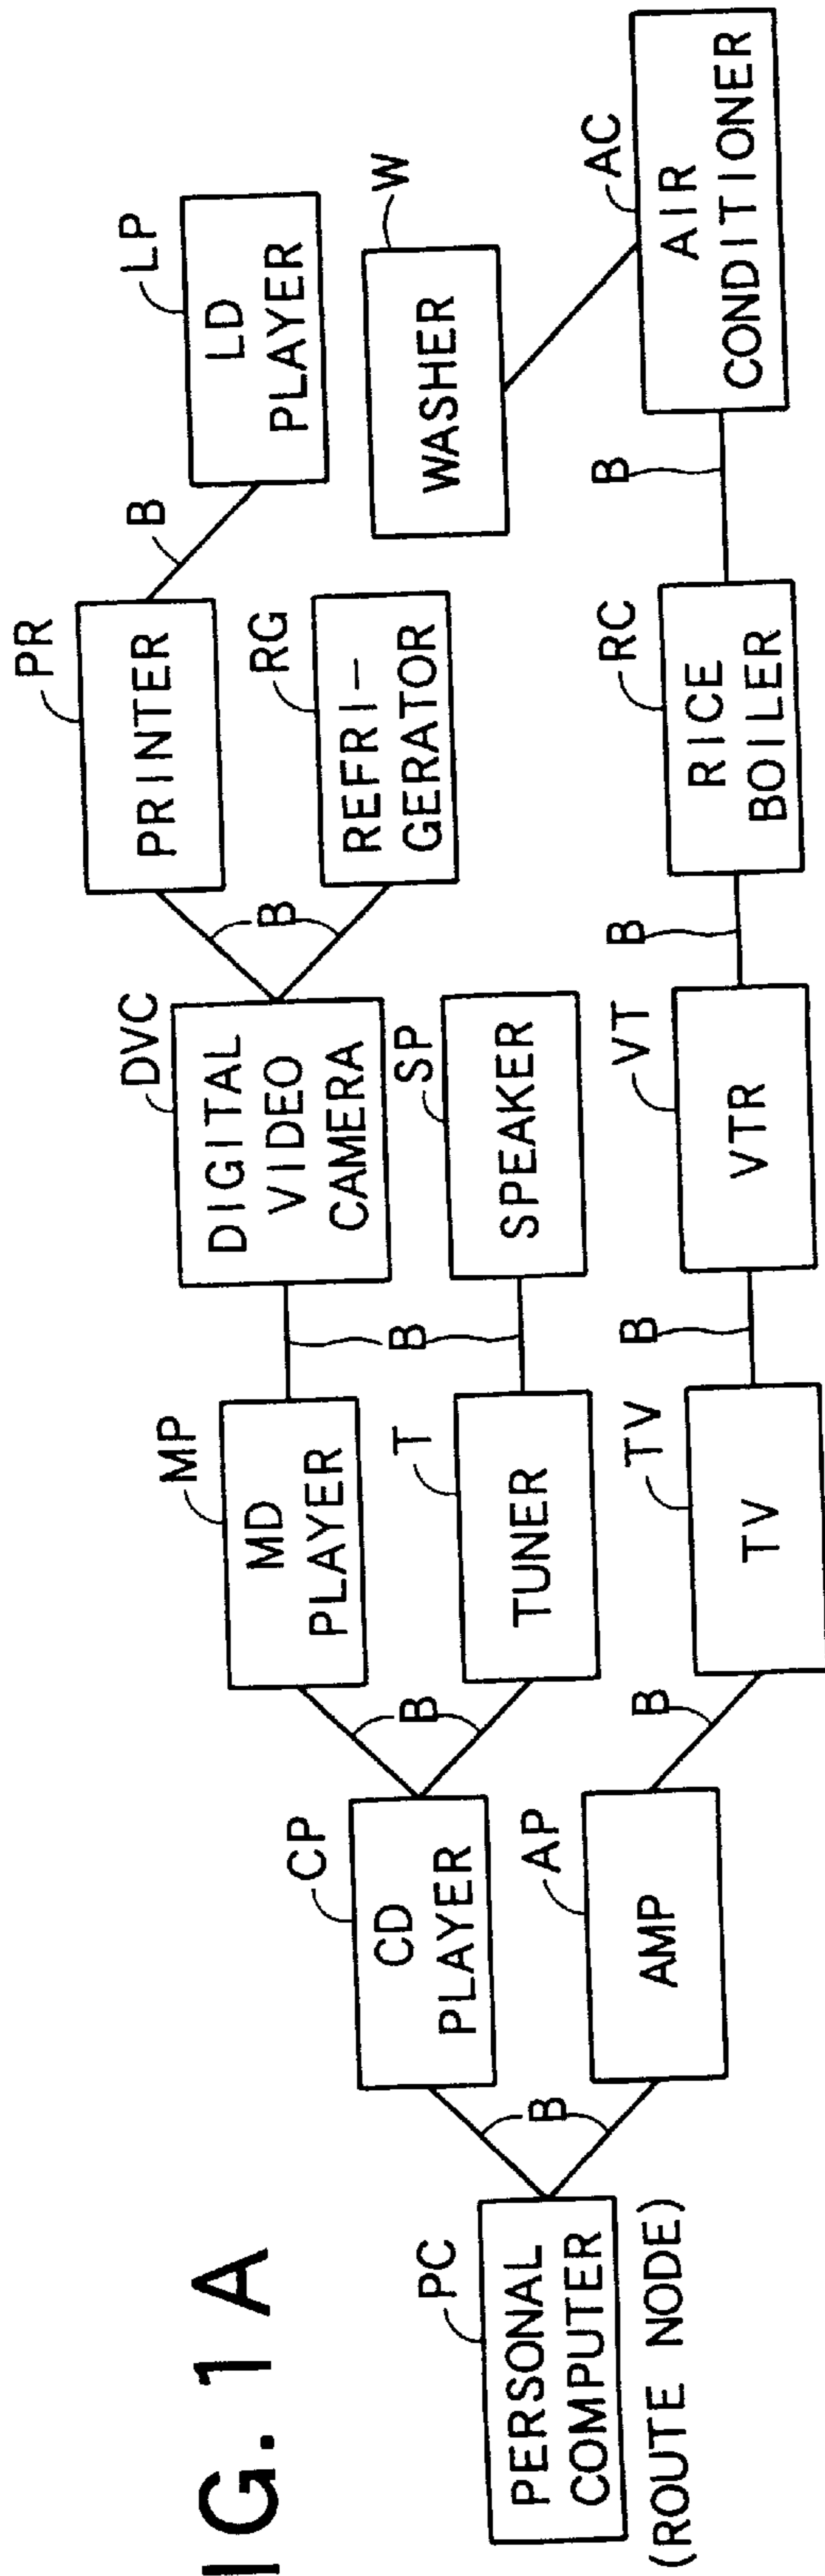 IG. 1A
PERSONAL
COMPUTER
PC
(ROUTE NODE)
B
CD
PLAYER
CP
AMP
AP
B
B
MD
PLAYER
MP
TUNER
T
TV
TV
B
B
DIGITAL
VIDEO
CAMERA
DVC
SPEAKER
SP
VTR
VT
B
B
PRINTER
PR
REFRI-
GERATOR
RG
RICE
BOILER
RC
B
B
LD
PLAYER
LP
WASHER
W
AIR
CONDITIONER
AC